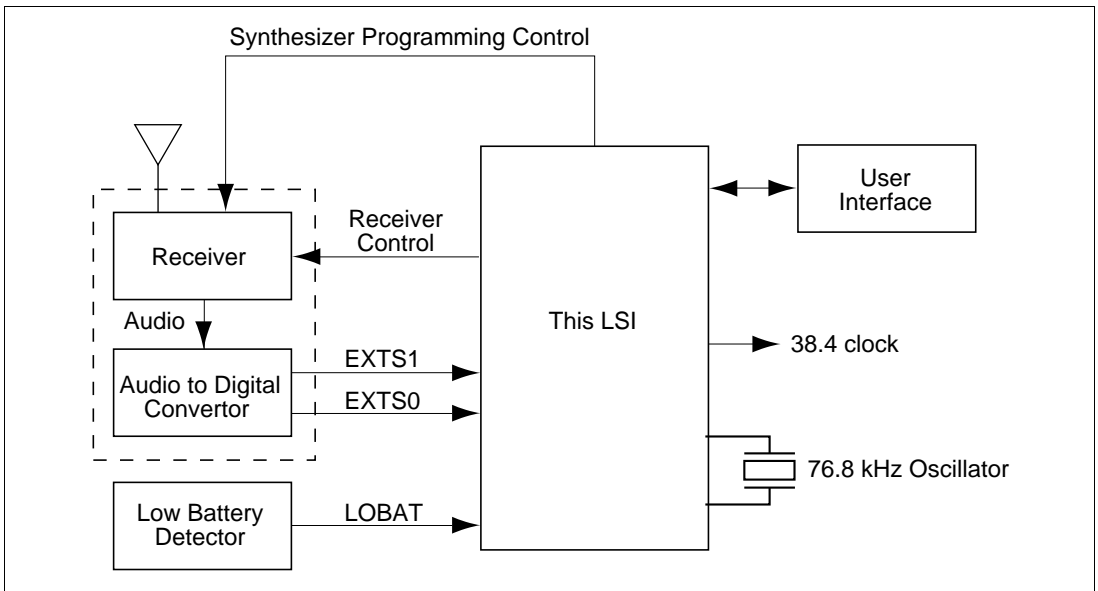 Synthesizer Programming Control
Receiver
Control
User
Interface
Receiver
Audio
This LSI
38.4 clock
EXTS1
Audio to Digital
Convertor
EXTS0
76.8 kHz Oscillator
Low Battery
Detector
LOBAT